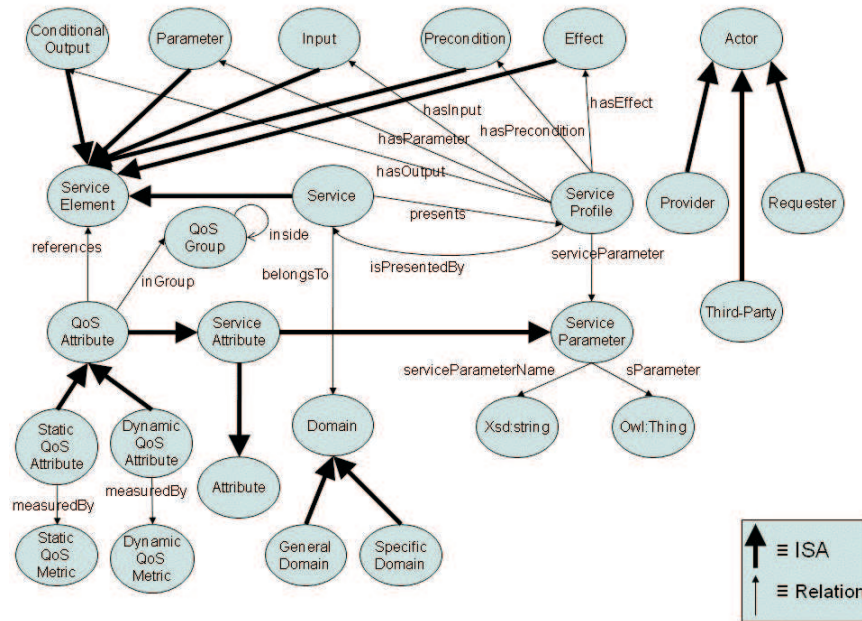 Conditional
Output
Parameter
Input
Precondition
Effect
Actor
hasInput
hasEffect
hasPrecondition
hasParameter
hasOutput
Service
Element
Service
presents
Service
Profile
Provider
Requester
QoS
Group
inside
references
belongsTo
isPresentedBy
serviceParameter
inGroup
Third-Party
QoS
Attribute
Service
Attribute
Service
Parameter
serviceParameterName
sParameter
Static
QoS
Attribute
Dynamic
QoS
Attribute
Domain
Xsd:string
Owl:Thing
Attribute
measuredBy
measuredBy
Static
QoS
Metric
Dynamic
QoS
Metric
General
Domain
Specific
Domain
≡ ISA
≡ Relation